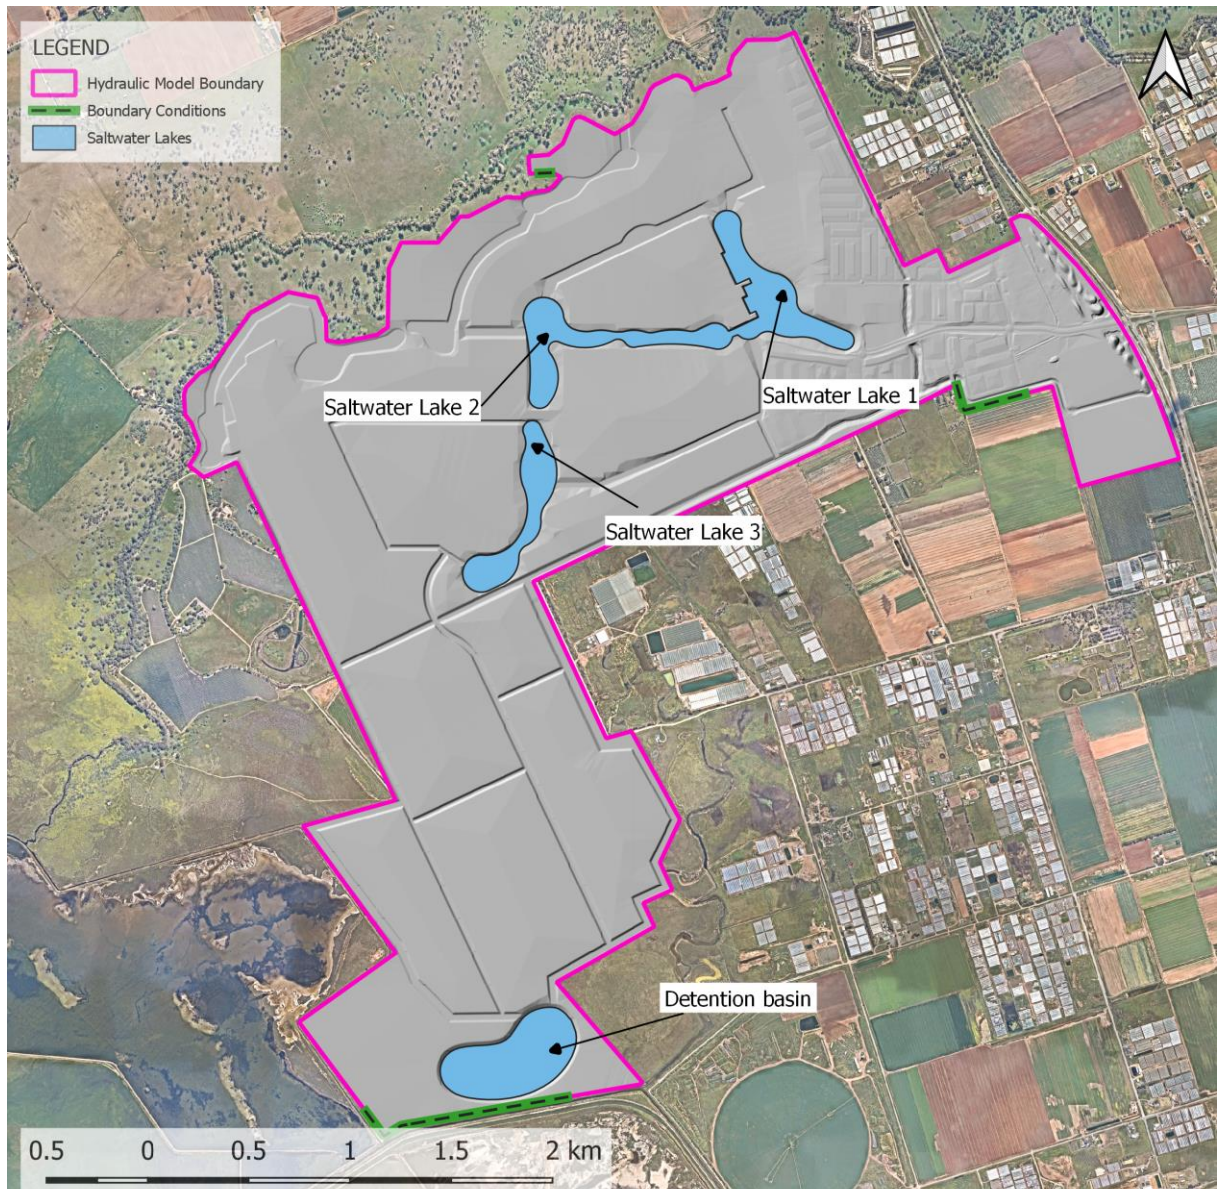 LEGEND
Hydraulic Model Boundary
Boundary Conditions
Saltwater Lakes
Saltwater Lake 2
Saltwater Lake 1
Saltwater Lake 3
Detention basin
0.5 0 0.5 1 1.5 2 km